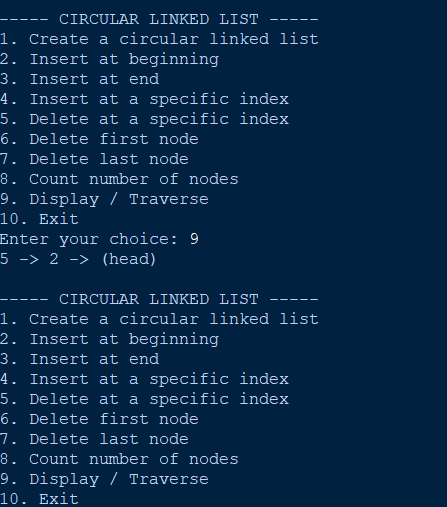 ----- CIRCULAR LINKED LIST -----
1. Create a circular linked list
2. Insert at beginning
3. Insert at end
4. Insert at a specific index
5. Delete at a specific index
6. Delete first node
7. Delete last node
8. Count number of nodes
9. Display / Traverse
10. Exit
Enter your choice: 9
5 -> 2 -> (head)
----- CIRCULAR LINKED LIST -----
1. Create a circular linked list
2. Insert at beginning
3. Insert at end
4. Insert at a specific index
5. Delete at a specific index
6. Delete first node
7. Delete last node
8. Count number of nodes
9. Display / Traverse
10. Exit